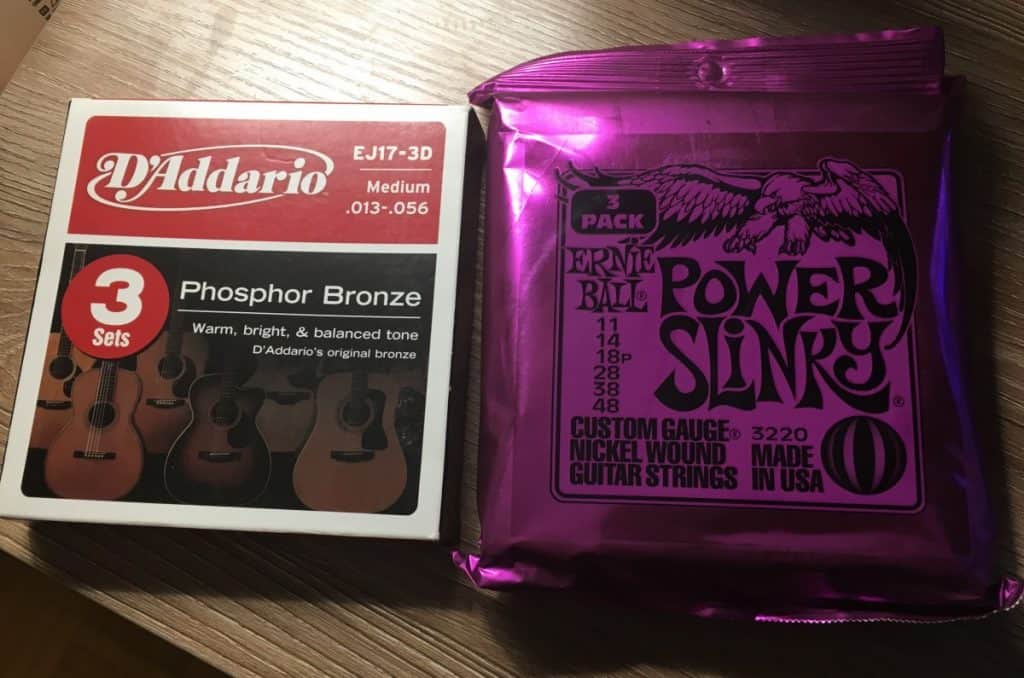 D'Addario®
EJ17-3D
Medium
.013-.056
3
Sets
Phosphor Bronze
Warm, bright, & balanced tone
D'Addario's original bronze
3
PACK
ERNIE
BALL®
POWER
SLINKY®
11
14
18P
28
38
48
CUSTOM GAUGE®
NICKEL WOUND
GUITAR STRINGS
3220
MADE
IN USA